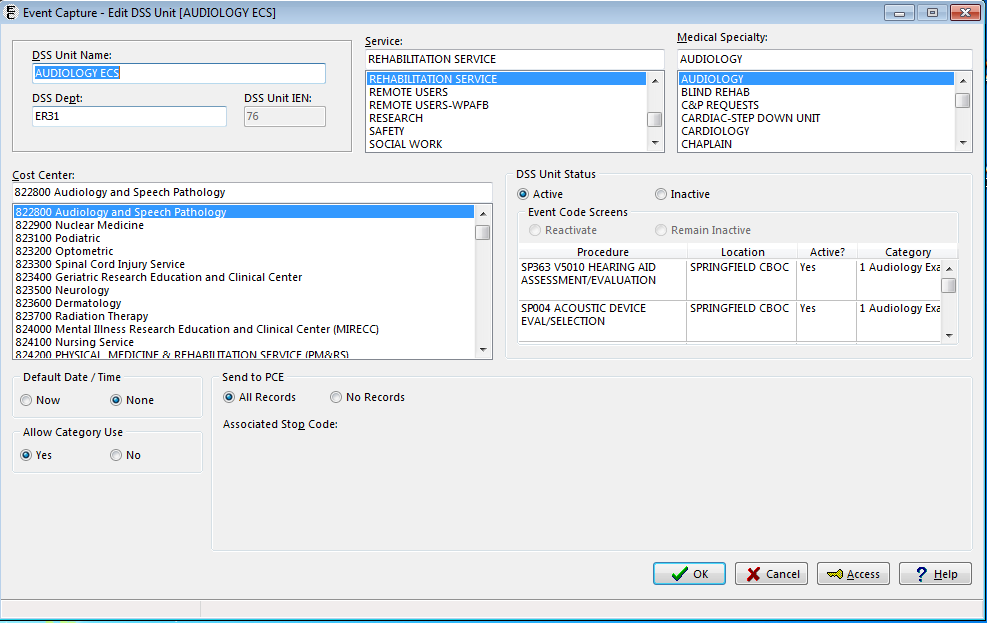 Event Capture - Edit DSS Unit [AUDIOLOGY ECS]
DSS Unit Name:
AUDIOLOGY ECS
DSS Dept:
DSS Unit IEN:
ER31
76
Service:
REHABILITATION SERVICE
REHABILITATION SERVICE
REMOTE USERS
REMOTE USERS-WPAFB
RESEARCH
SAFETY
SOCIAL WORK
Medical Specialty:
AUDIOLOGY
AUDIOLOGY
BLIND REHAB
C&P REQUESTS
CARDIAC-STEP DOWN UNIT
CARDIOLOGY
CHAPLAIN
Cost Center:
822800 Audiology and Speech Pathology
822800 Audiology and Speech Pathology
822900 Nuclear Medicine
823100 Podiatric
823200 Optometric
823300 Spinal Cord Injury Service
823400 Geriatric Research Education and Clinical Center
823500 Neurology
823600 Dermatology
823700 Radiation Therapy
824000 Mental Illness Research Education and Clinical Center (MIRECC)
824100 Nursing Service
824200 PHYSICAL MEDICINE & REHABILITATION SERVICE (PM&RS)
DSS Unit Status
Active
Inactive
Event Code Screens
Reactivate
Remain Inactive
Procedure Location Active? Category
SP363 V5010 HEARING AID SPRINGFIELD CBOC Yes 1 Audiology Exa
ASSESSMENT/EVALUATION
SP004 ACOUSTIC DEVICE SPRINGFIELD CBOC Yes 1 Audiology Exa
EVAL/SELECTION
Default Date / Time
Now
None
Allow Category Use
Yes
No
Send to PCE
All Records
No Records
Associated Stop Code:
OK
Cancel
Access
? Help